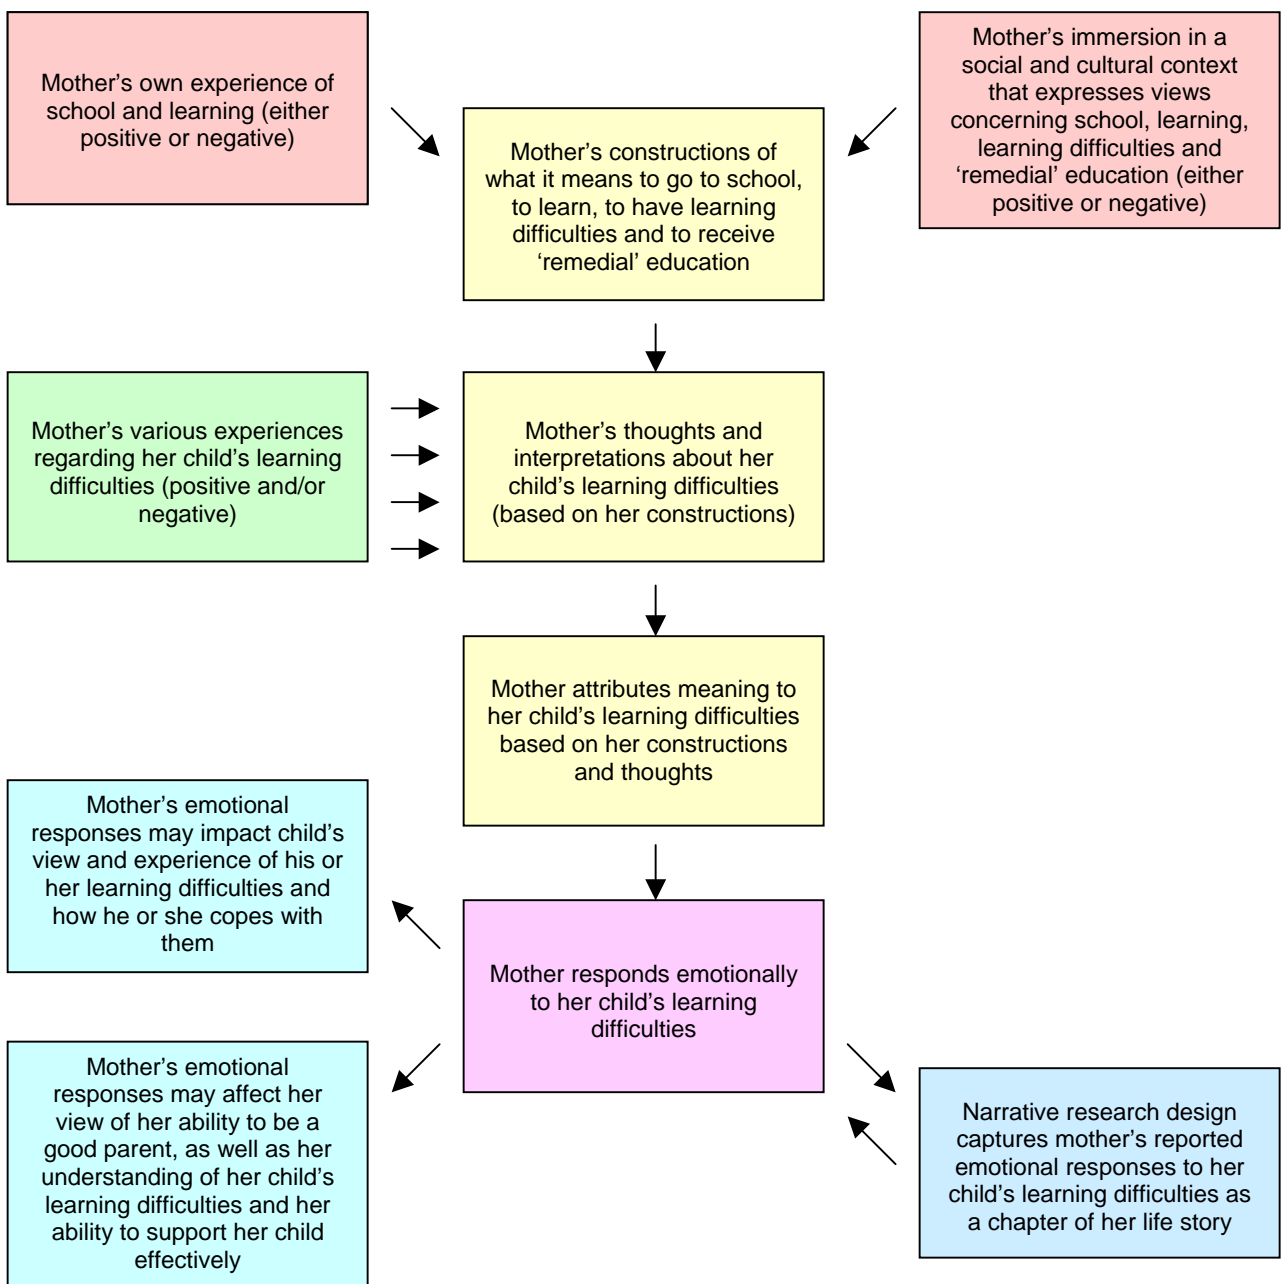 Mother’s own experience of
school and learning (either
positive or negative)
Mother’s immersion in a
social and cultural context
that expresses views
concerning school, learning,
learning difficulties and
‘remedial’ education (either
positive or negative)
Mother’s constructions of
what it means to go to school,
to learn, to have learning
difficulties and to receive
‘remedial’ education
Mother’s various experiences
regarding her child’s learning
difficulties (positive and/or
negative)
Mother’s thoughts and
interpretations about her
child’s learning difficulties
(based on her constructions)
Mother attributes meaning to
her child’s learning difficulties
based on her constructions
and thoughts
Mother’s emotional
responses may impact child’s
view and experience of his or
her learning difficulties and
how he or she copes with
them
Mother responds emotionally
to her child’s learning
difficulties
Mother’s emotional
responses may affect her
view of her ability to be a
good parent, as well as her
understanding of her child’s
learning difficulties and her
ability to support her child
effectively
Narrative research design
captures mother’s reported
emotional responses to her
child’s learning difficulties as
a chapter of her life story